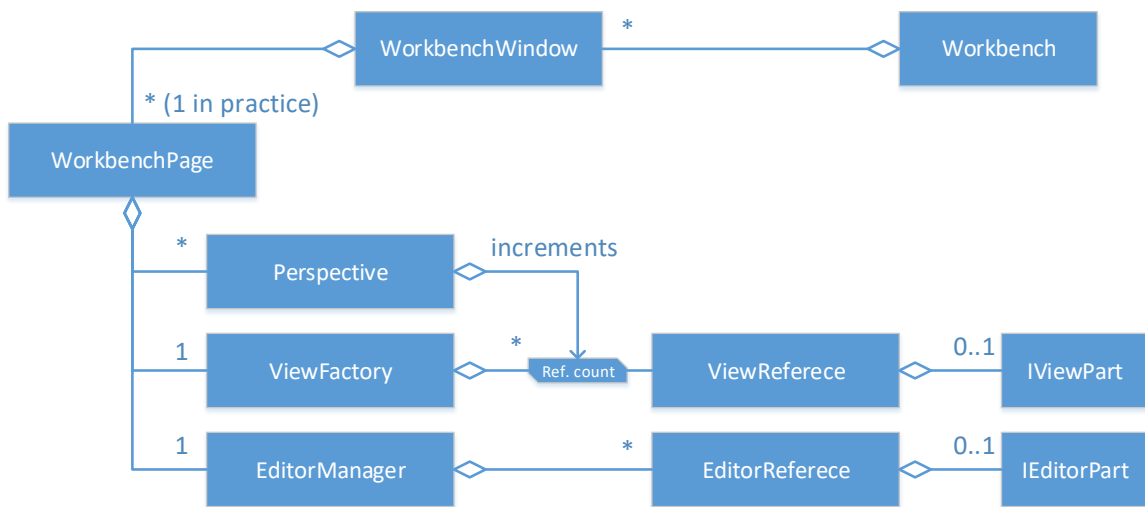 WorkbenchWindow
*
Workbench
* (1 in practice)
WorkbenchPage
*
Perspective
increments
1
ViewFactory
*
Ref. count
ViewReferece
0..1
IViewPart
1
EditorManager
*
EditorReferece
0..1
IEditorPart